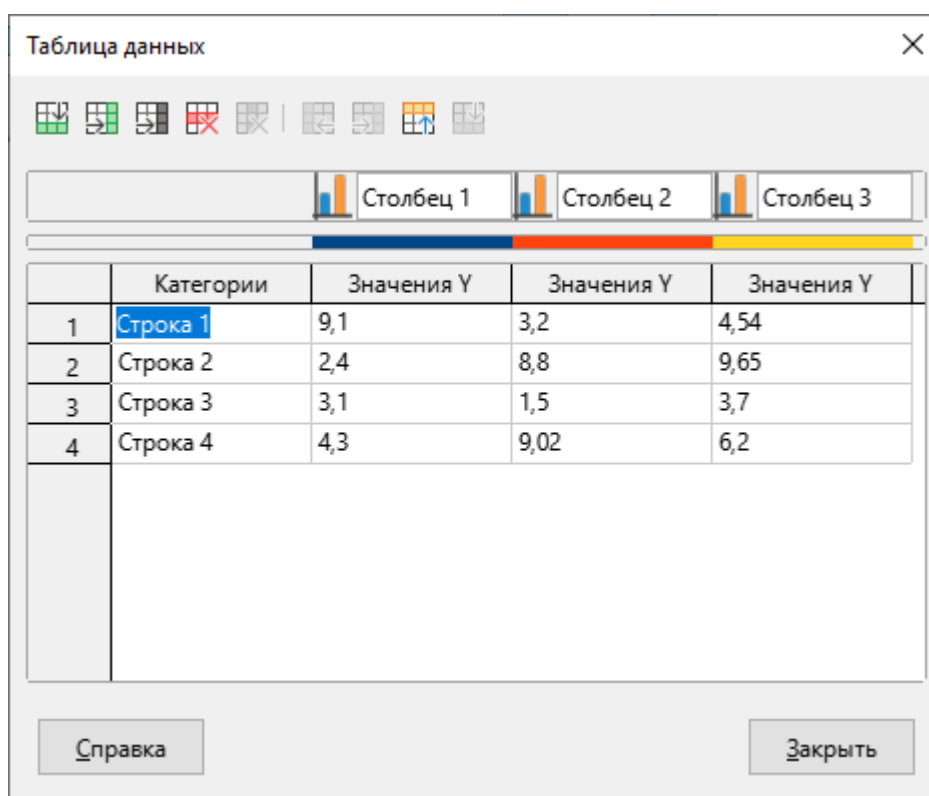 Таблица данных
Столбец 1 Столбец 2 Столбец 3
Категории Значения Y Значения Y Значения Y
1 Строка 1 9,1 3,2 4,54
2 Строка 2 2,4 8,8 9,65
3 Строка 3 3,1 1,5 3,7
4 Строка 4 4,3 9,02 6,2
Справка Закрыть